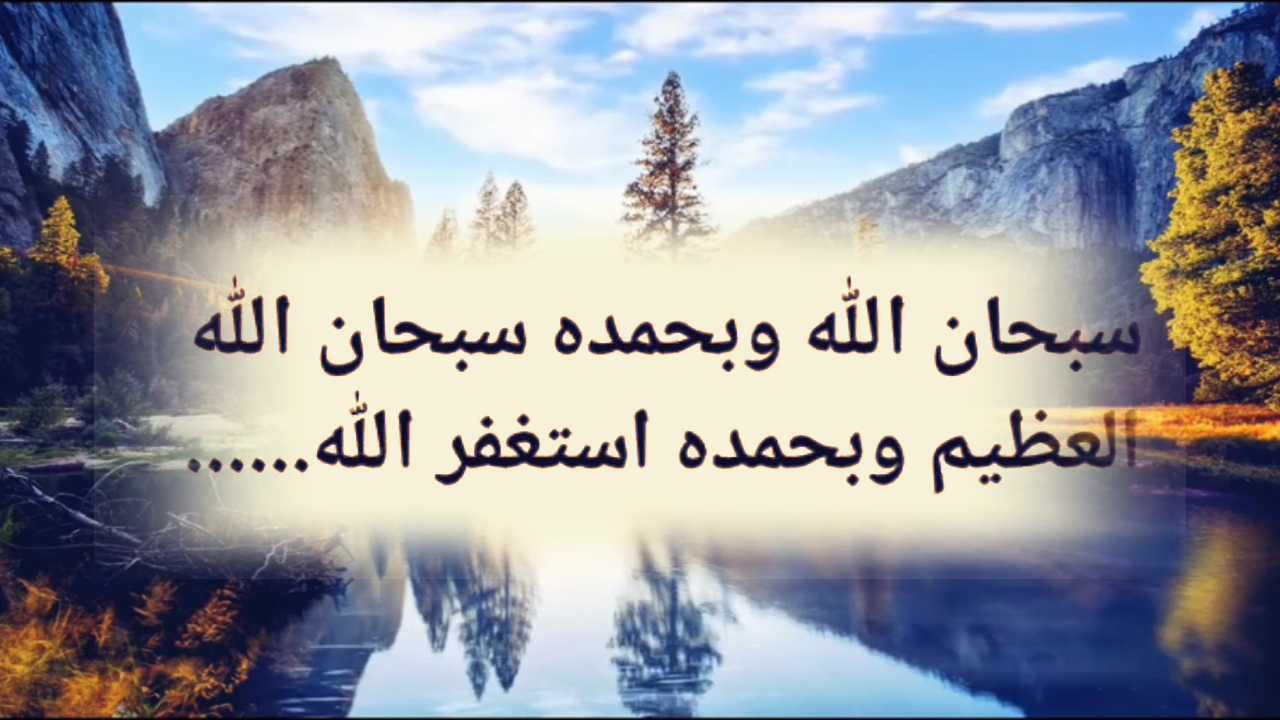 سبحان الله وبحمده سبحان الله
العظيم وبحمده استغفر الله......